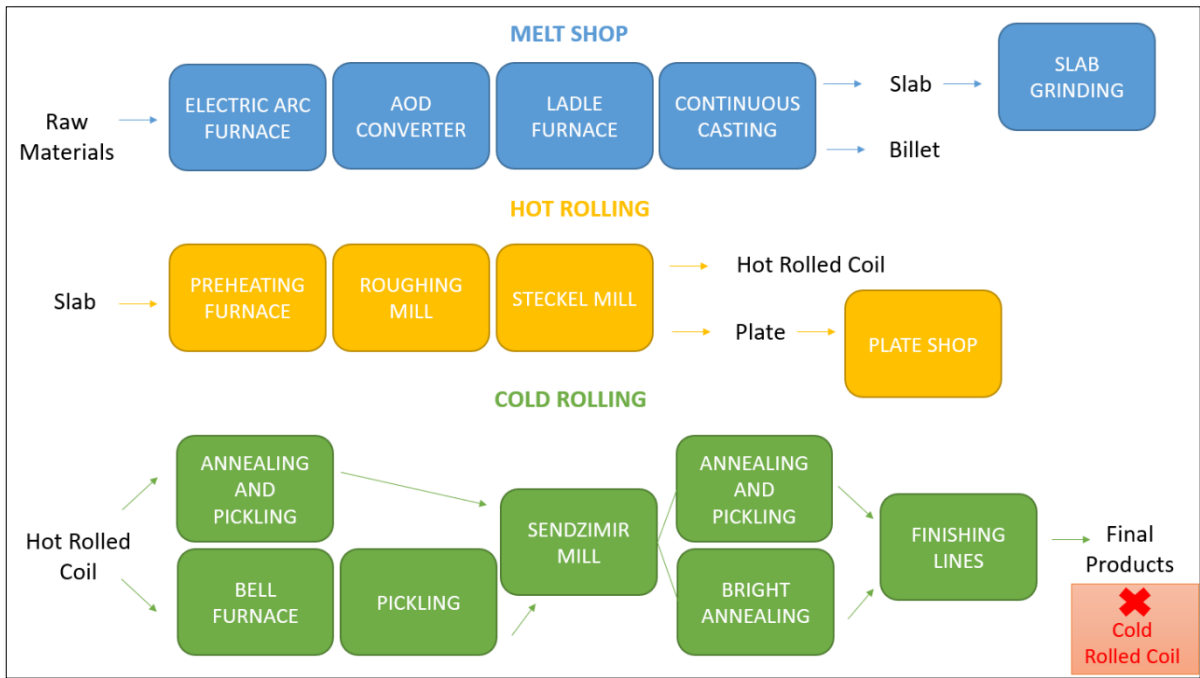 MELT SHOP
Raw
Materials
ELECTRIC ARC
FURNACE
AOD
CONVERTER
LADLE
FURNACE
CONTINUOUS
CASTING
Slab
Billet
SLAB
GRINDING
HOT ROLLING
Slab
PREHEATING
FURNACE
ROUGHING
MILL
STECKEL MILL
Hot Rolled Coil
Plate
PLATE SHOP
COLD ROLLING
Hot Rolled
Coil
ANNEALING
AND
PICKLING
BELL
FURNACE
PICKLING
SENDZIMIR
MILL
ANNEALING
AND
PICKLING
BRIGHT
ANNEALING
FINISHING
LINES
Final
Products
Cold
Rolled Coil